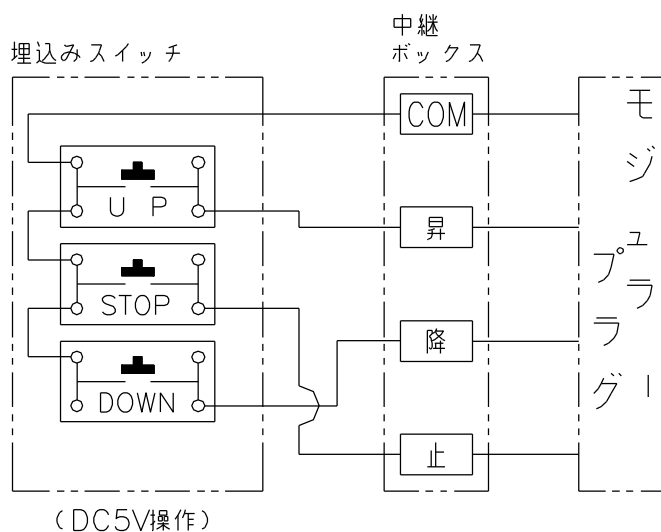 埋込みスイッチ
中継
ボックス
COM
UP
昇
STOP
降
DOWN
止
モジュラー
プラグ
(DC5V操作)